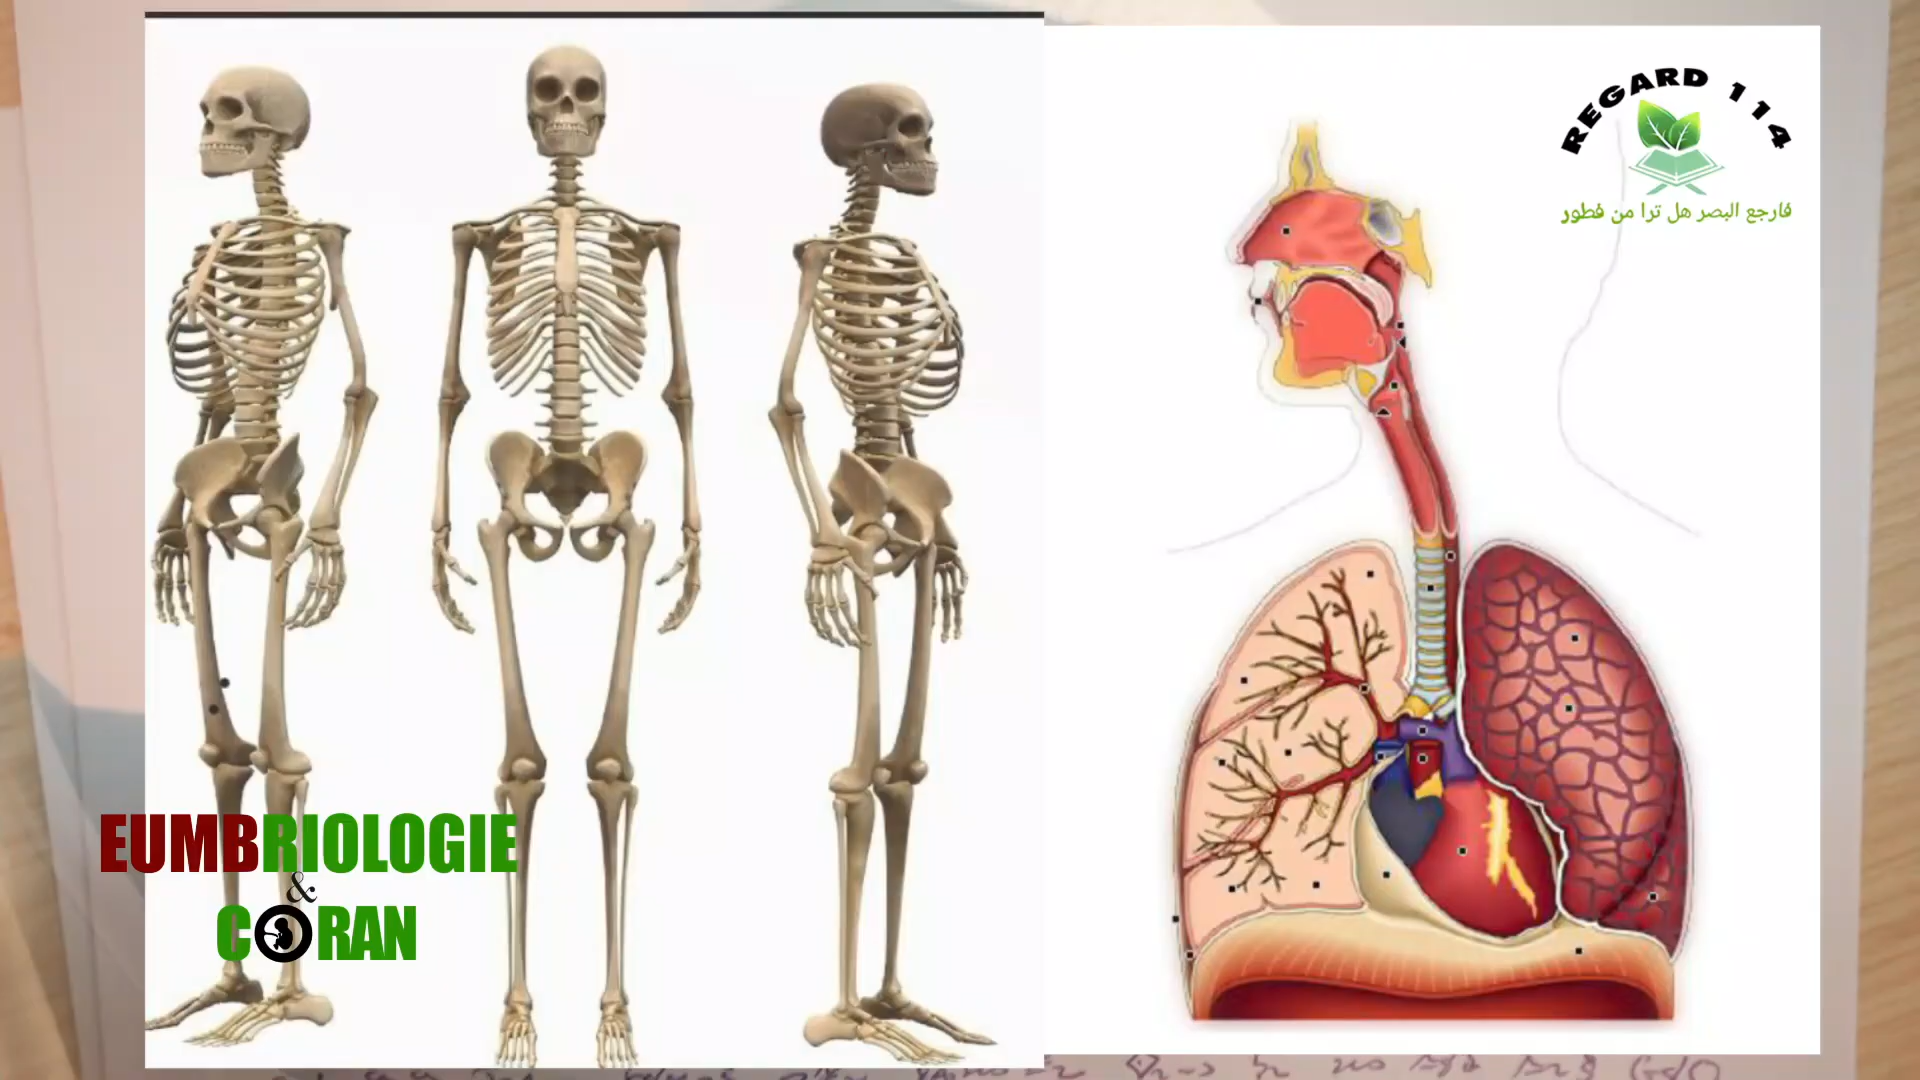 REGARD 114
فارجع البصر هل ترا من فطور
EUMBRIOLOGIE
&
CORAN